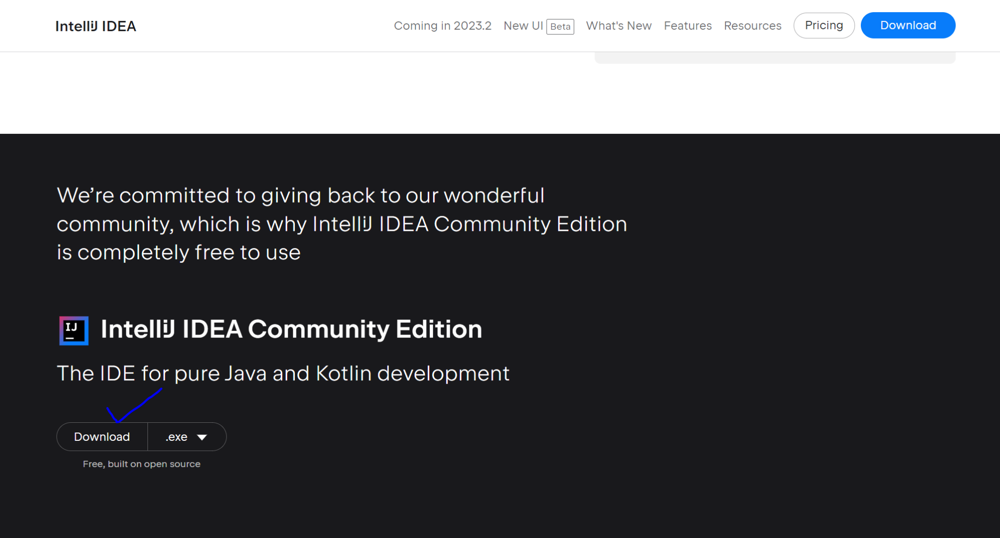 IntelliJ IDEA
Coming in 2023.2 New UI Beta What's New Features Resources Pricing Download
We’re committed to giving back to our wonderful
community, which is why IntelliJ IDEA Community Edition
is completely free to use
IJ
IntelliJ IDEA Community Edition
The IDE for pure Java and Kotlin development
Download .exe
Free, built on open source